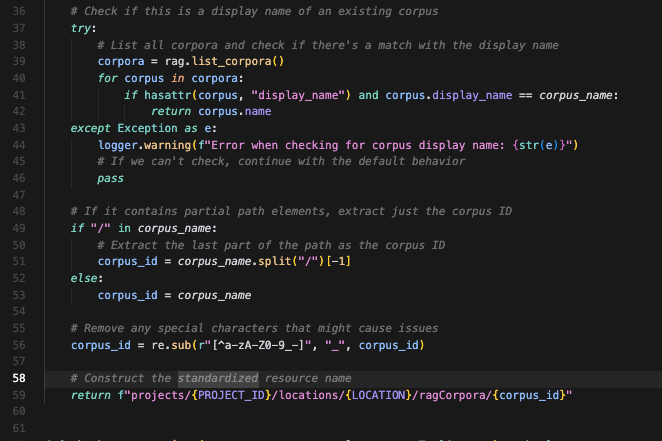 36 # Check if this is a display name of an existing corpus
37 try:
38 # List all corpora and check if there's a match with the display name
39 corpora = rag.list_corpora()
40 for corpus in corpora:
41 if hasattr(corpus, "display_name") and corpus.display_name == corpus_name:
42 return corpus.name
43 except Exception as e:
44 logger.warning(f"Error when checking for corpus display name: {str(e)}")
45 # If we can't check, continue with the default behavior
46 pass
47
48 # If it contains partial path elements, extract just the corpus ID
49 if "/" in corpus_name:
50 # Extract the last part of the path as the corpus ID
51 corpus_id = corpus_name.split("/")[-1]
52 else:
53 corpus_id = corpus_name
54
55 # Remove any special characters that might cause issues
56 corpus_id = re.sub(r"[^a-zA-Z0-9_-]", "_", corpus_id)
57
58 # Construct the standardized resource name
59 return f"projects/{PROJECT_ID}/locations/{LOCATION}/ragCorpora/{corpus_id}"
60
61